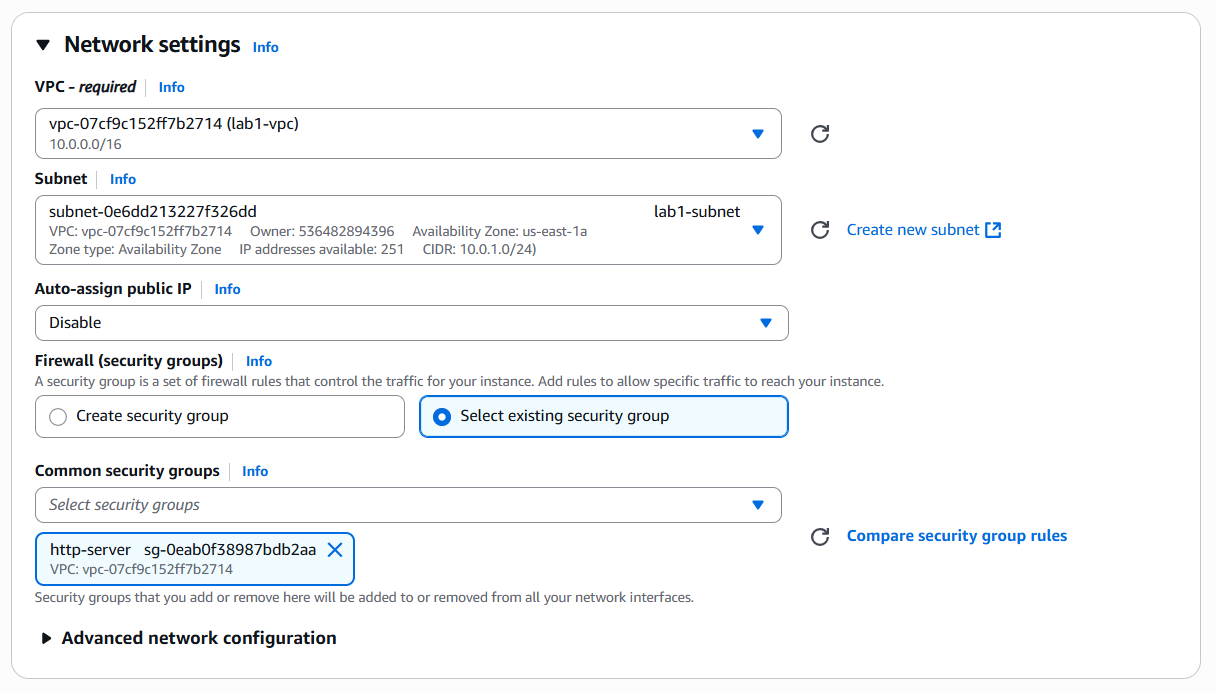 Network settings Info
VPC - required Info
vpc-07cf9c152ff7b2714 (lab1-vpc)
10.0.0.0/16
Subnet Info
subnet-0e6dd213227f326dd lab1-subnet
VPC: vpc-07cf9c152ff7b2714 Owner: 536482894396 Availability Zone: us-east-1a
Zone type: Availability Zone IP addresses available: 251 CIDR: 10.0.1.0/24)
Create new subnet
Auto-assign public IP Info
Disable
Firewall (security groups) Info
A security group is a set of firewall rules that control the traffic for your instance. Add rules to allow specific traffic to reach your instance.
Create security group
Select existing security group
Common security groups Info
Select security groups
http-server sg-0eab0f38987bdb2aa
VPC: vpc-07cf9c152ff7b2714
Compare security group rules
Security groups that you add or remove here will be added to or removed from all your network interfaces.
Advanced network configuration